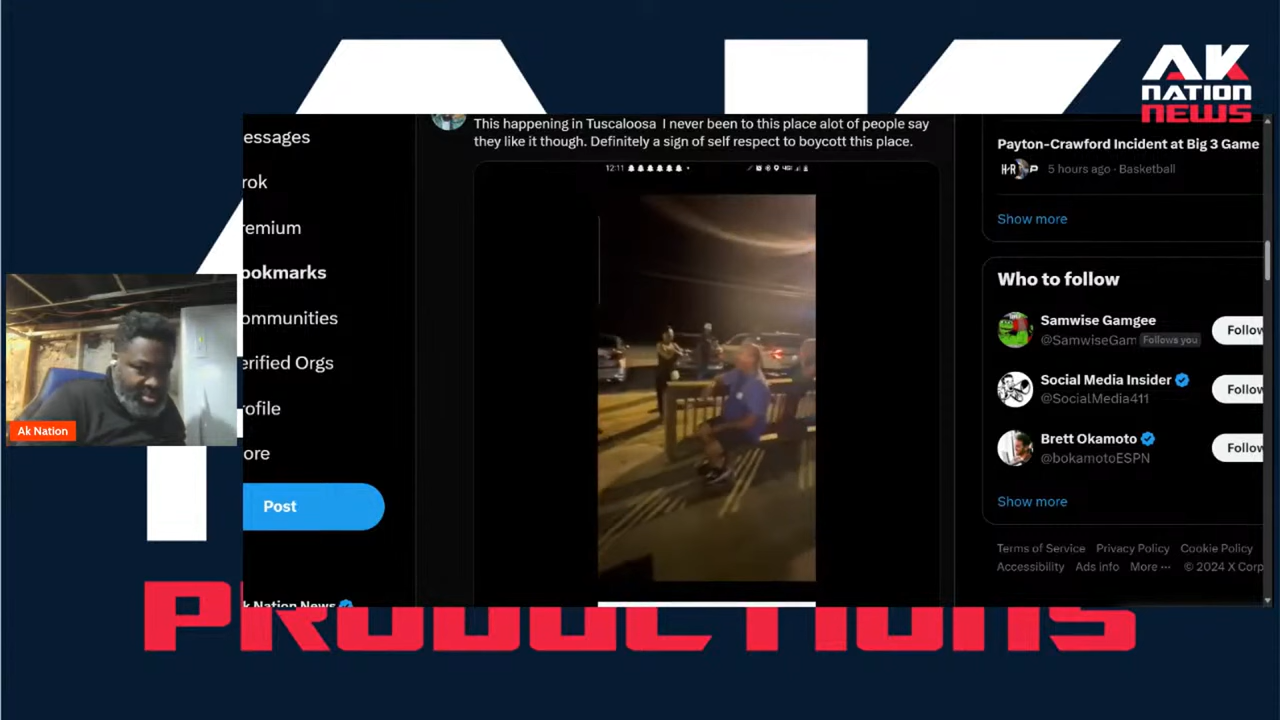 AK
NATION
NEWS
This happening in Tuscaloosa I never been to this place alot of people say
they like it though. Definitely a sign of self respect to boycott this place.
12:11
essages
rok
remium
ookmarks
ommunities
erified Orgs
rofile
ore
Post
k Nation News
Payton-Crawford Incident at Big 3 Game
5 hours ago · Basketball
Show more
Who to follow
Samwise Gamgee
@SamwiseGam Follows you
Follow
Social Media Insider
@SocialMedia411
Follow
Brett Okamoto
@bokamotoESPN
Follow
Show more
Terms of Service Privacy Policy Cookie Policy
Accessibility Ads info More ··· © 2024 X Corp
Ak Nation
PRODUCTIONS